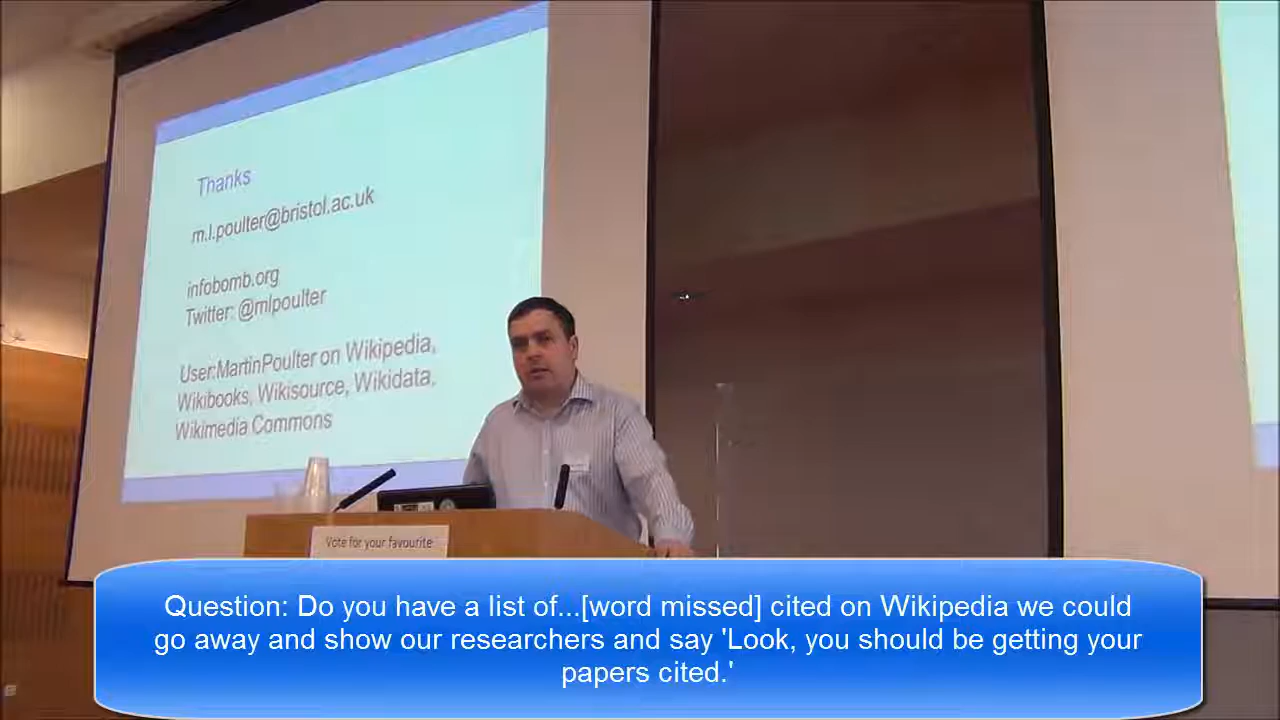 Thanks
m.l.poulter@bristol.ac.uk
infobomb.org
Twitter: @mlpoulter
User:MartinPoulter on Wikipedia,
Wikibooks, Wikisource, Wikidata,
Wikimedia Commons
Vote for your favourite
Question: Do you have a list of...[word missed] cited on Wikipedia we could
go away and show our researchers and say 'Look, you should be getting your
papers cited.'